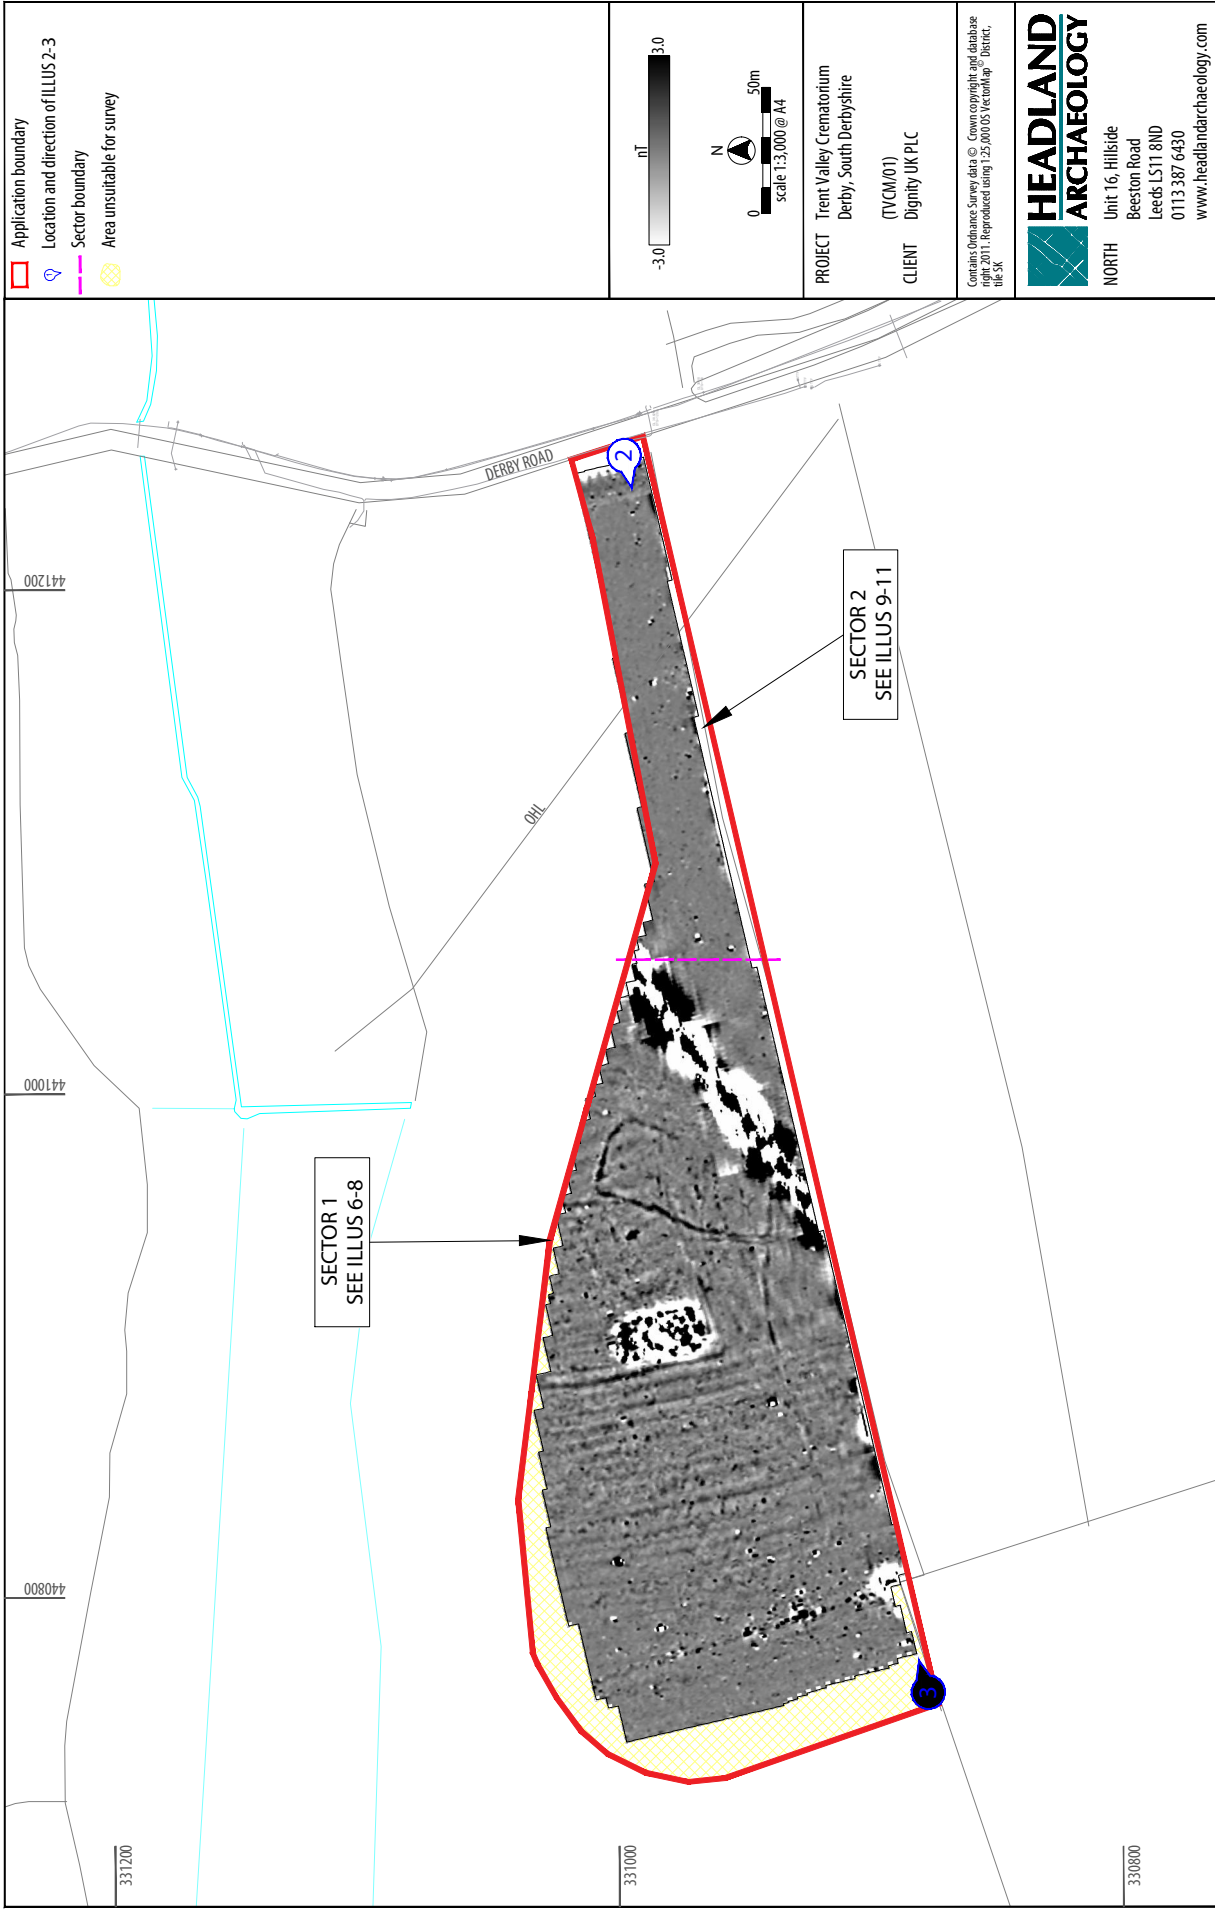 Application boundary
1
Location and direction of ILLUS 2-3
Sector boundary
Area unsuitable for survey
nT
-3.0
3.0
N
0
50m
scale 1:3,000 @ A4
PROJECT
Trent Valley Crematorium
Derby, South Derbyshire
(TVCM/01)
CLIENT
Dignity UK PLC
Contains Ordnance Survey data © Crown copyright and database
right 2011. Reproduced using 1:25,000 OS VectorMap© District,
tile SK
HEADLAND
ARCHAEOLOGY
NORTH
Unit 16, Hillside
Beeston Road
Leeds LS11 8ND
0113 387 6430
www.headlandarchaeology.com
440800
441000
441200
331200
331000
330800
DERBY ROAD
OHL
SECTOR 1
SEE ILLUS 6-8
SECTOR 2
SEE ILLUS 9-11
2
3